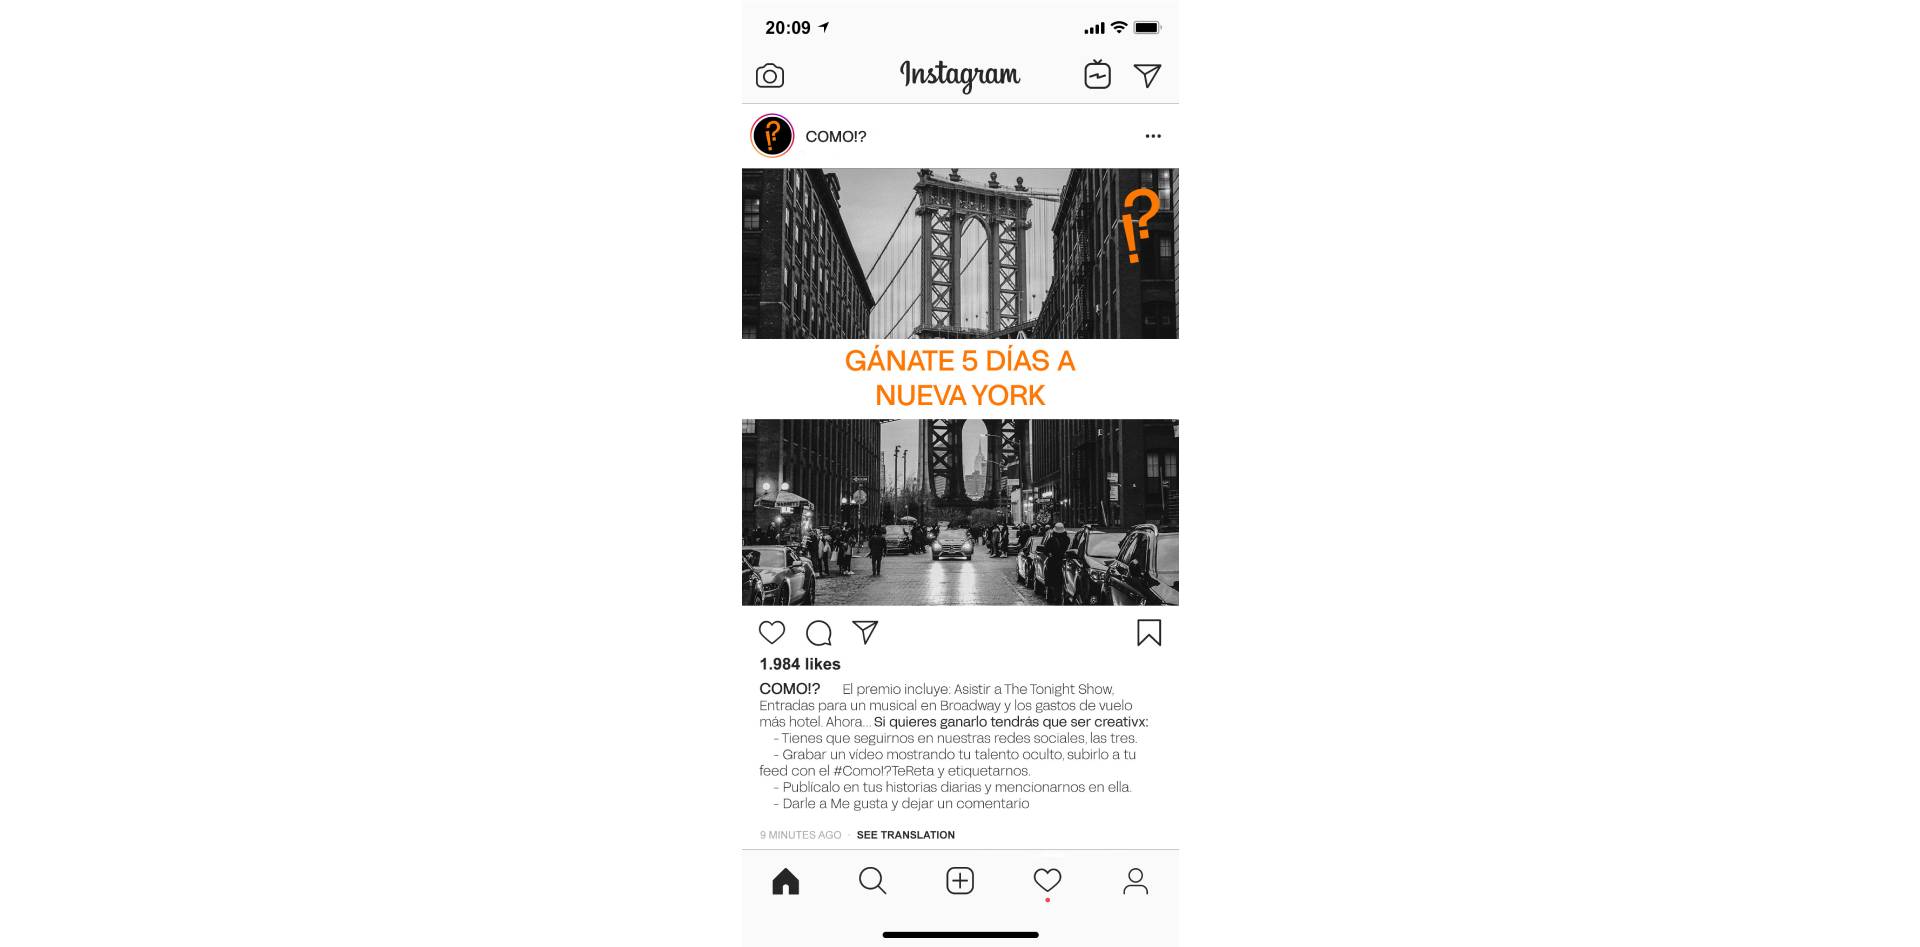 20:09
Instagram
!?
COMO!?
!?
GÁNATE 5 DÍAS A
NUEVA YORK
1.984 likes
COMO!? El premio incluye: Asistir a The Tonight Show,
Entradas para un musical en Broadway y los gastos de vuelo
más hotel. Ahora... Si quieres ganarlo tendrás que ser creativx:
- Tienes que seguirnos en nuestras redes sociales, las tres.
- Grabar un vídeo mostrando tu talento oculto, subirlo a tu
feed con el #Como!?TeReta y etiquetarnos.
- Publícalo en tus historias diarias y mencionarnos en ella.
- Darle a Me gusta y dejar un comentario
9 MINUTES AGO · SEE TRANSLATION